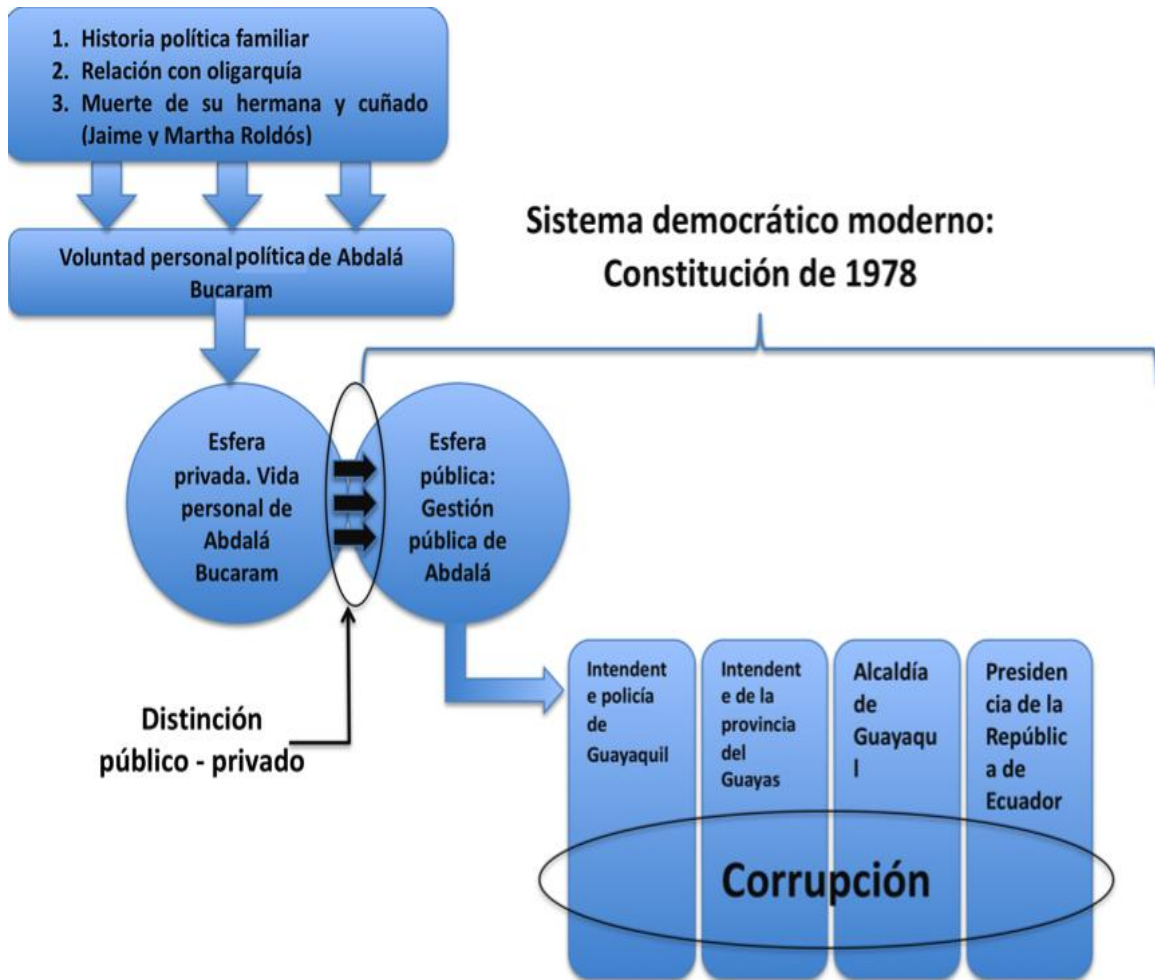 1. Historia política familiar
2. Relación con oligarquía
3. Muerte de su hermana y cuñado
(Jaime y Martha Roldós)
Voluntad personal política de Abdalá
Bucaram
Sistema democrático moderno:
Constitución de 1978
Esfera
privada. Vida
personal de
Abdalá
Bucaram
Esfera
pública:
Gestión
pública de
Abdalá
Distinción
público - privado
Intendent
e policía
de
Guayaquil
Intendent
e de la
provincia
del
Guayas
Alcaldía
de
Guayaqu
l
Presiden
cia de la
Repúblic
a de
Ecuador
Corrupción